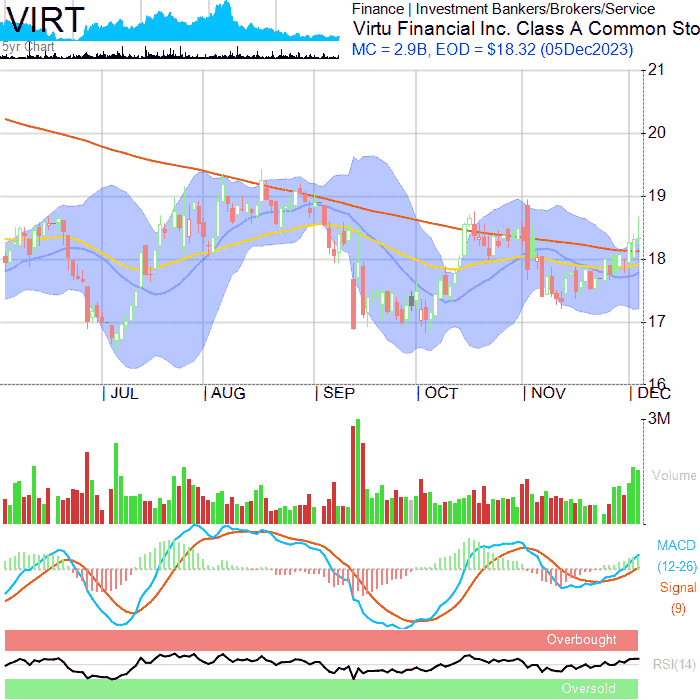 VIRT
5yr Chart
Finance | Investment Bankers/Brokers/Service
Virtu Financial Inc. Class A Common Sto
MC = 2.9B, EOD = $18.32 (05Dec2023)
21
20
19
18
17
16
JUL AUG SEP OCT NOV DEC
3M
Volume
MACD
(12-26)
Signal
(9)
Overbought
RSI(14)
Oversold